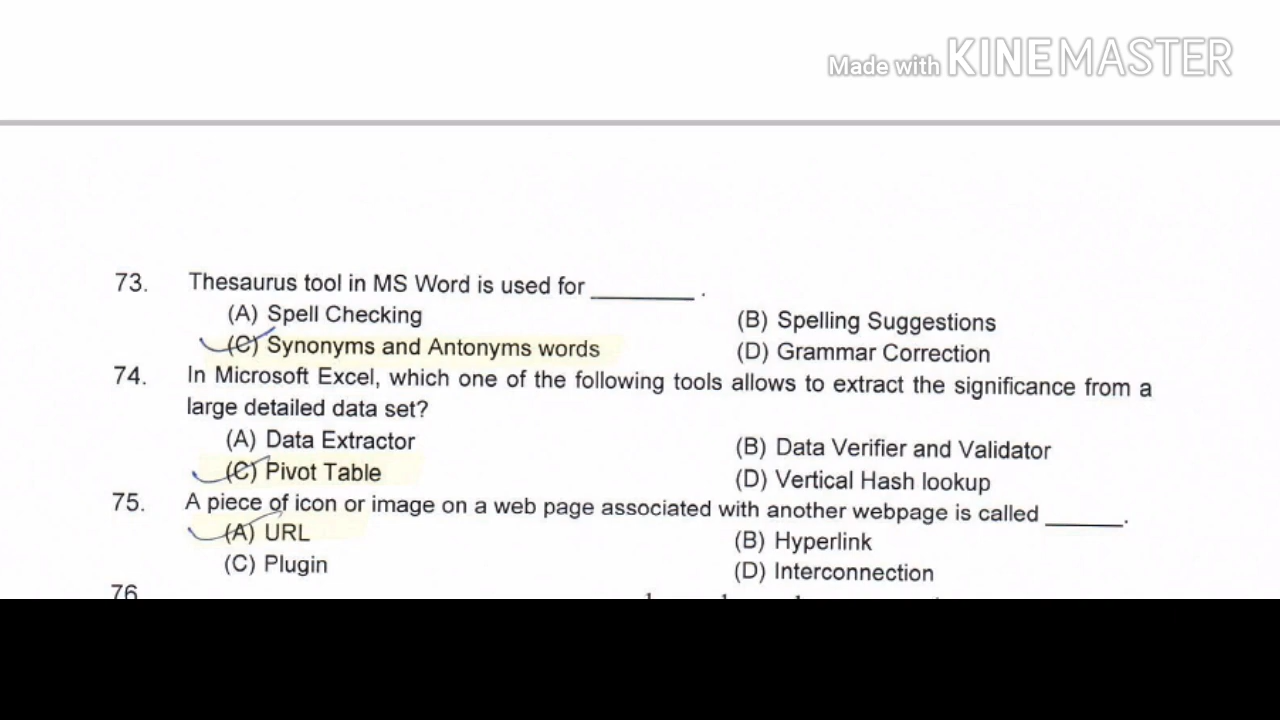 Made with KINEMASTER
73. Thesaurus tool in MS Word is used for ________ .
(A) Spell Checking (B) Spelling Suggestions
(C) Synonyms and Antonyms words (D) Grammar Correction
74. In Microsoft Excel, which one of the following tools allows to extract the significance from a
large detailed data set?
(A) Data Extractor (B) Data Verifier and Validator
(C) Pivot Table (D) Vertical Hash lookup
75. A piece of icon or image on a web page associated with another webpage is called ______.
(A) URL (B) Hyperlink
(C) Plugin (D) Interconnection
76